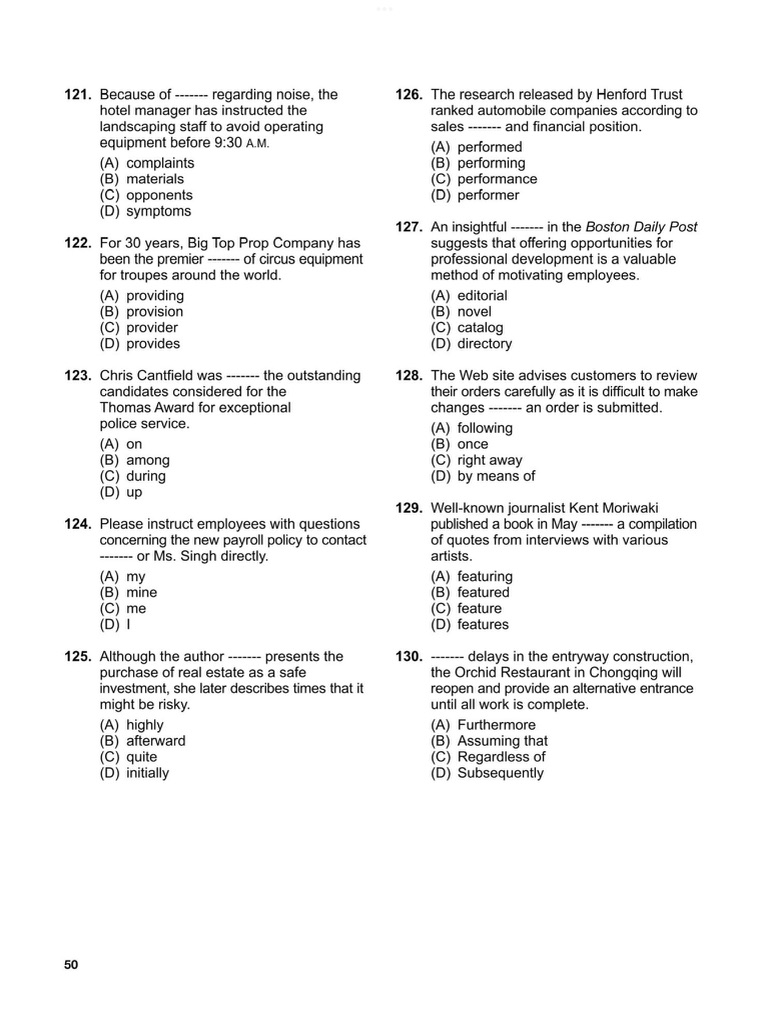 121. Because of ------- regarding noise, the
hotel manager has instructed the
landscaping staff to avoid operating
equipment before 9:30 A.M.
(A) complaints
(B) materials
(C) opponents
(D) symptoms
122. For 30 years, Big Top Prop Company has
been the premier ------- of circus equipment
for troupes around the world.
(A) providing
(B) provision
(C) provider
(D) provides
123. Chris Cantfield was ------- the outstanding
candidates considered for the
Thomas Award for exceptional
police service.
(A) on
(B) among
(C) during
(D) up
124. Please instruct employees with questions
concerning the new payroll policy to contact
------- or Ms. Singh directly.
(A) my
(B) mine
(C) me
(D) I
125. Although the author ------- presents the
purchase of real estate as a safe
investment, she later describes times that it
might be risky.
(A) highly
(B) afterward
(C) quite
(D) initially
126. The research released by Henford Trust
ranked automobile companies according to
sales ------- and financial position.
(A) performed
(B) performing
(C) performance
(D) performer
127. An insightful ------- in the Boston Daily Post
suggests that offering opportunities for
professional development is a valuable
method of motivating employees.
(A) editorial
(B) novel
(C) catalog
(D) directory
128. The Web site advises customers to review
their orders carefully as it is difficult to make
changes ------- an order is submitted.
(A) following
(B) once
(C) right away
(D) by means of
129. Well-known journalist Kent Moriwaki
published a book in May ------- a compilation
of quotes from interviews with various
artists.
(A) featuring
(B) featured
(C) feature
(D) features
130. ------- delays in the entryway construction,
the Orchid Restaurant in Chongqing will
reopen and provide an alternative entrance
until all work is complete.
(A) Furthermore
(B) Assuming that
(C) Regardless of
(D) Subsequently
50